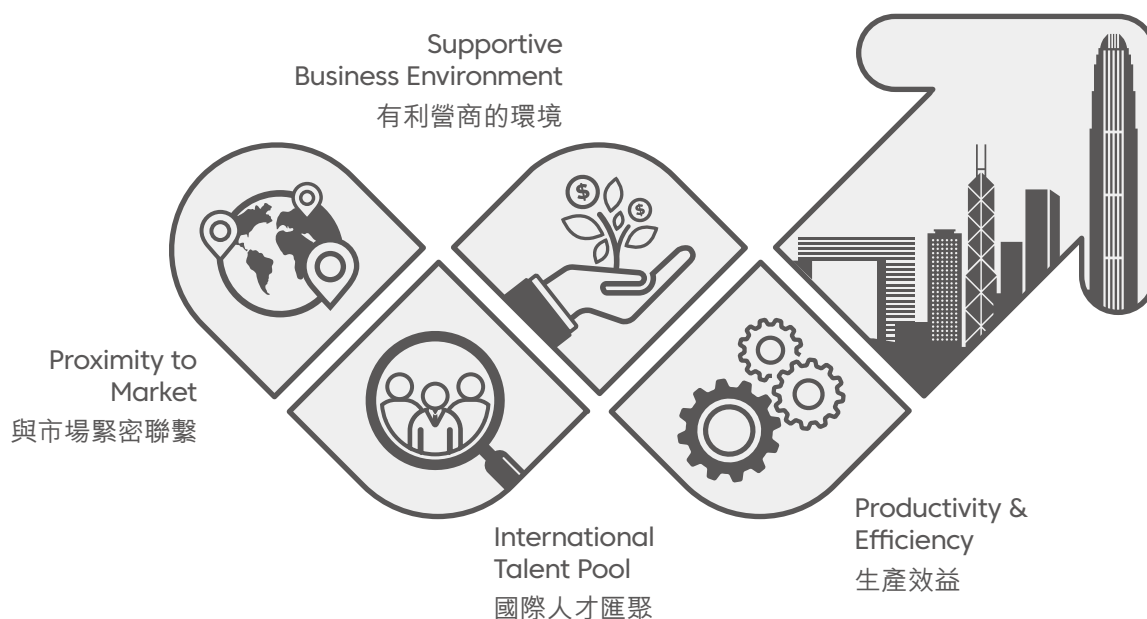 Supportive
Business Environment
有利營商的環境
$
$
Proximity to
Market
與市場緊密聯繫
International
Talent Pool
國際人才匯聚
Productivity &
Efficiency
生產效益